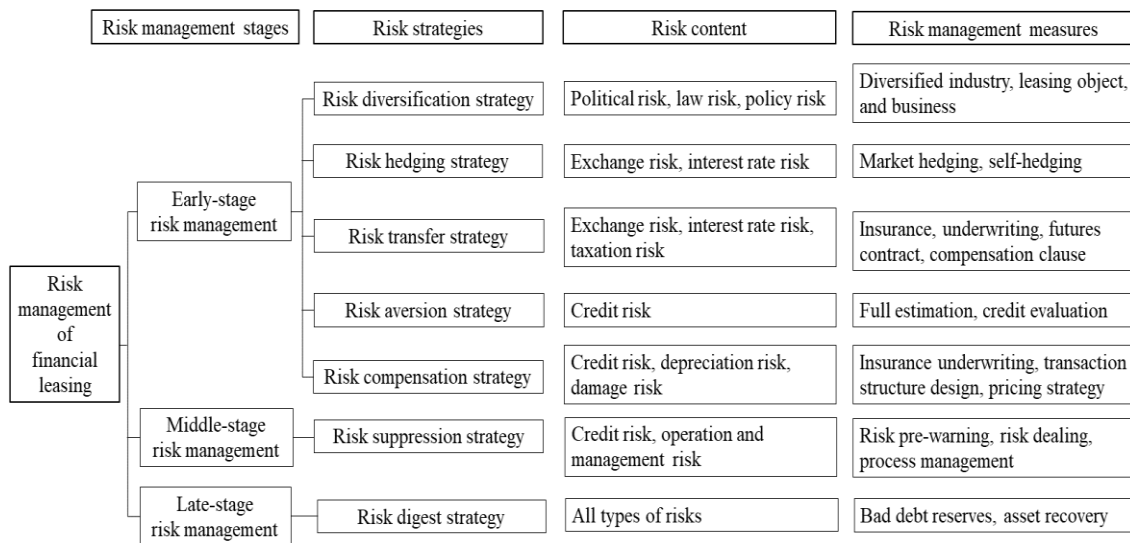 Risk management stages
Risk strategies
Risk content
Risk management measures
Risk diversification strategy
Political risk, law risk, policy risk
Diversified industry, leasing object,
and business
Risk hedging strategy
Exchange risk, interest rate risk
Market hedging, self-hedging
Early-stage
risk management
Risk transfer strategy
Exchange risk, interest rate risk,
taxation risk
Insurance, underwriting, futures
contract, compensation clause
Risk
management
of
financial
leasing
Risk aversion strategy
Credit risk
Full estimation, credit evaluation
Risk compensation strategy
Credit risk, depreciation risk,
damage risk
Insurance underwriting, transaction
structure design, pricing strategy
Middle-stage
risk management
Risk suppression strategy
Credit risk, operation and
management risk
Risk pre-warning, risk dealing,
process management
Late-stage
risk management
Risk digest strategy
All types of risks
Bad debt reserves, asset recovery